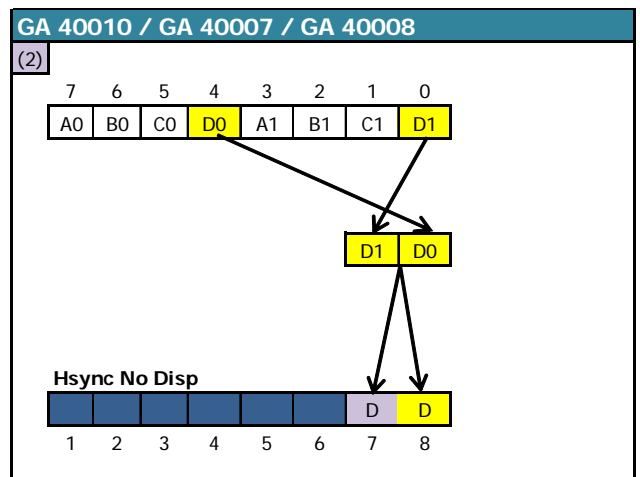 GA 40010 / GA 40007 / GA 40008
(2)
7 6 5 4 3 2 1 0
A0 B0 C0 D0 A1 B1 C1 D1
D1 D0
Hsync No Disp
D D
1 2 3 4 5 6 7 8